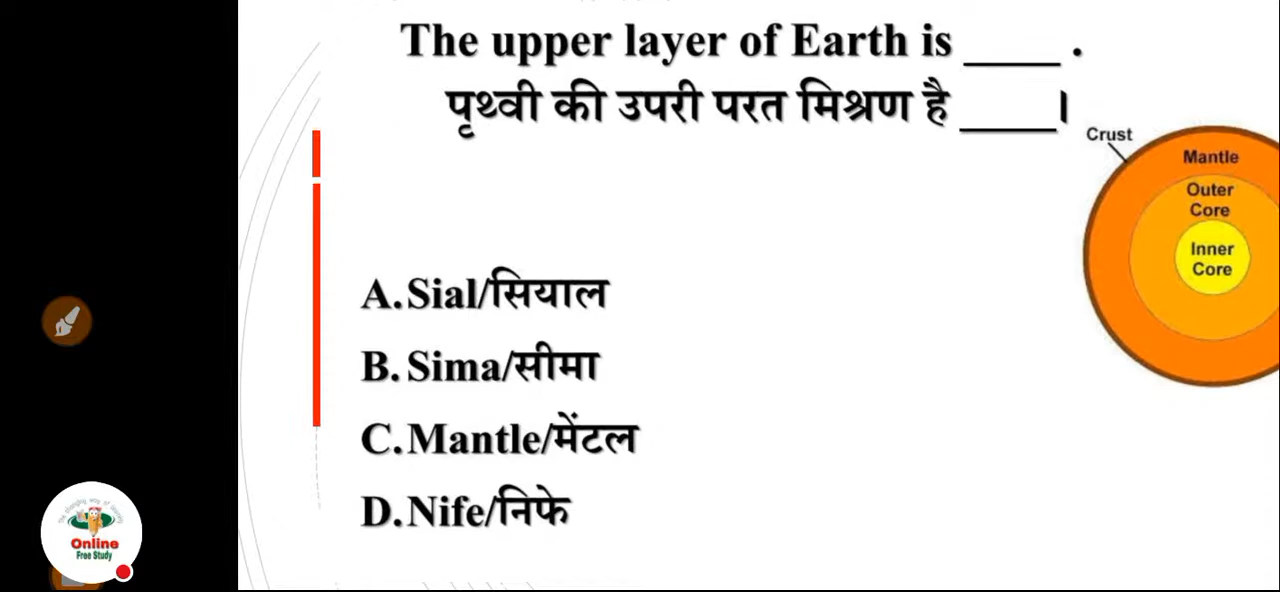 The upper layer of Earth is ____ .
पृथ्वी की उपरी परत मिश्रण है ____।
Crust
Mantle
Outer
Core
Inner
Core
A.Sial/सियाल
B.Sima/सीमा
C.Mantle/मेंटल
D.Nife/निफे
Online
Free Study